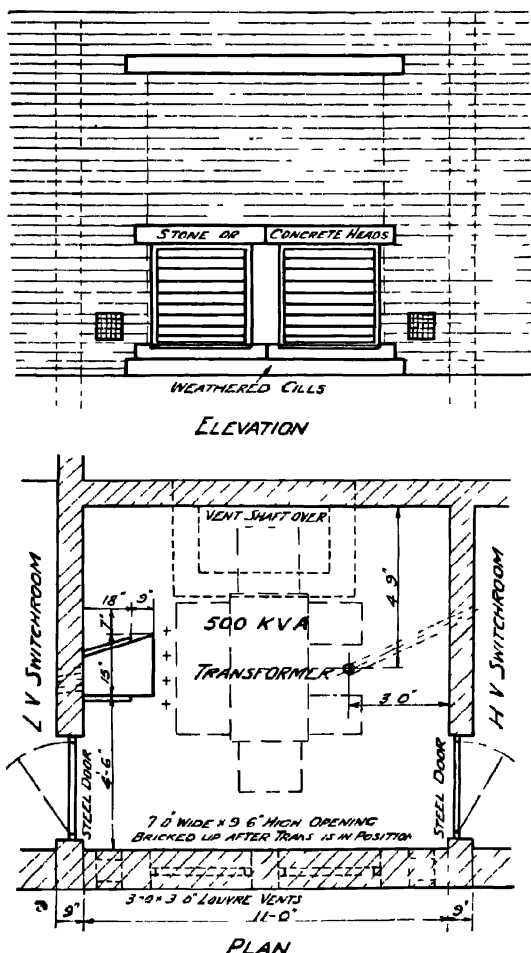 STONE OR CONCRETE HEADS
WEATHERED CILLS
ELEVATION
VENT SHAFT OVER
L V SWITCHROOM
H V SWITCHROOM
18" 9"
7"
15"
4'-6"
4' 9"
500 KVA
TRANSFORMER
3' 0"
STEEL DOOR
STEEL DOOR
7' 0" WIDE × 9' 6" HIGH OPENING
BRICKED UP AFTER TRANS IS IN POSITION
3'-0" × 3' 0" LOUVRE VENTS
9" 11'-0" 9"
PLAN